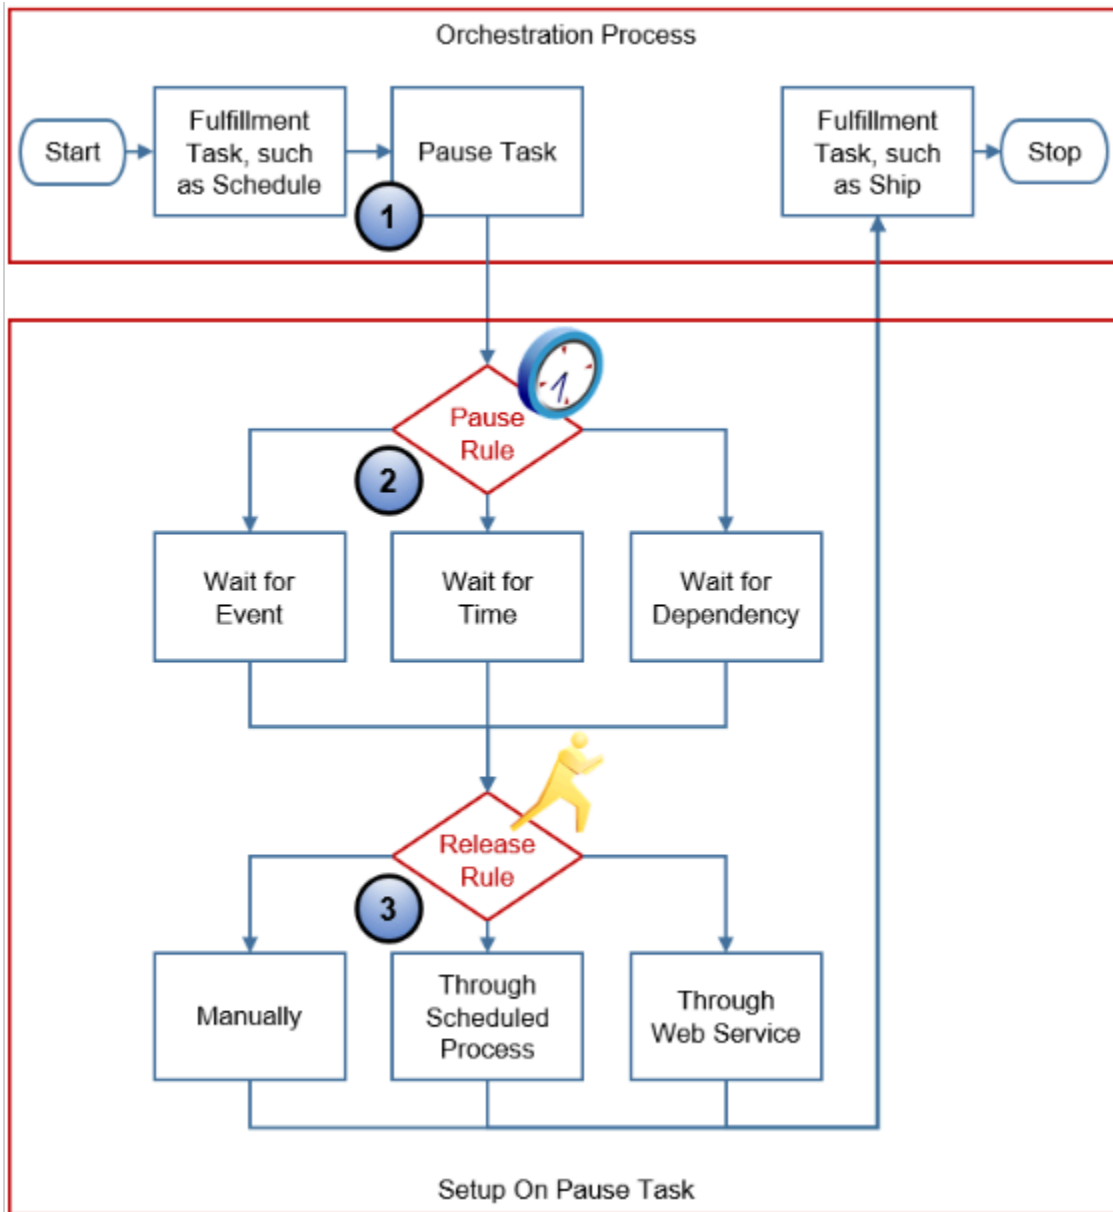 Orchestration Process
Start
Fulfillment
Task, such
as Schedule
Pause Task
Fulfillment
Task, such
as Ship
Stop
1
Pause
Rule
2
Wait for
Event
Wait for
Time
Wait for
Dependency
Release
Rule
3
Manually
Through
Scheduled
Process
Through
Web Service
Setup On Pause Task